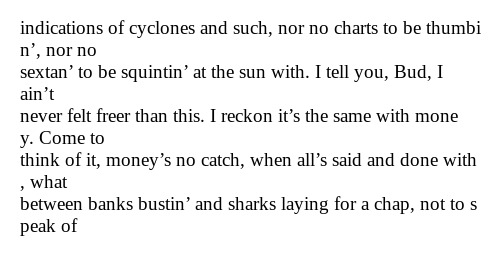 indications of cyclones and such, nor no charts to be thumbi
n’, nor no
sextan’ to be squintin’ at the sun with. I tell you, Bud, I
ain’t
never felt freer than this. I reckon it’s the same with mone
y. Come to
think of it, money’s no catch, when all’s said and done with
, what
between banks bustin’ and sharks laying for a chap, not to s
peak of